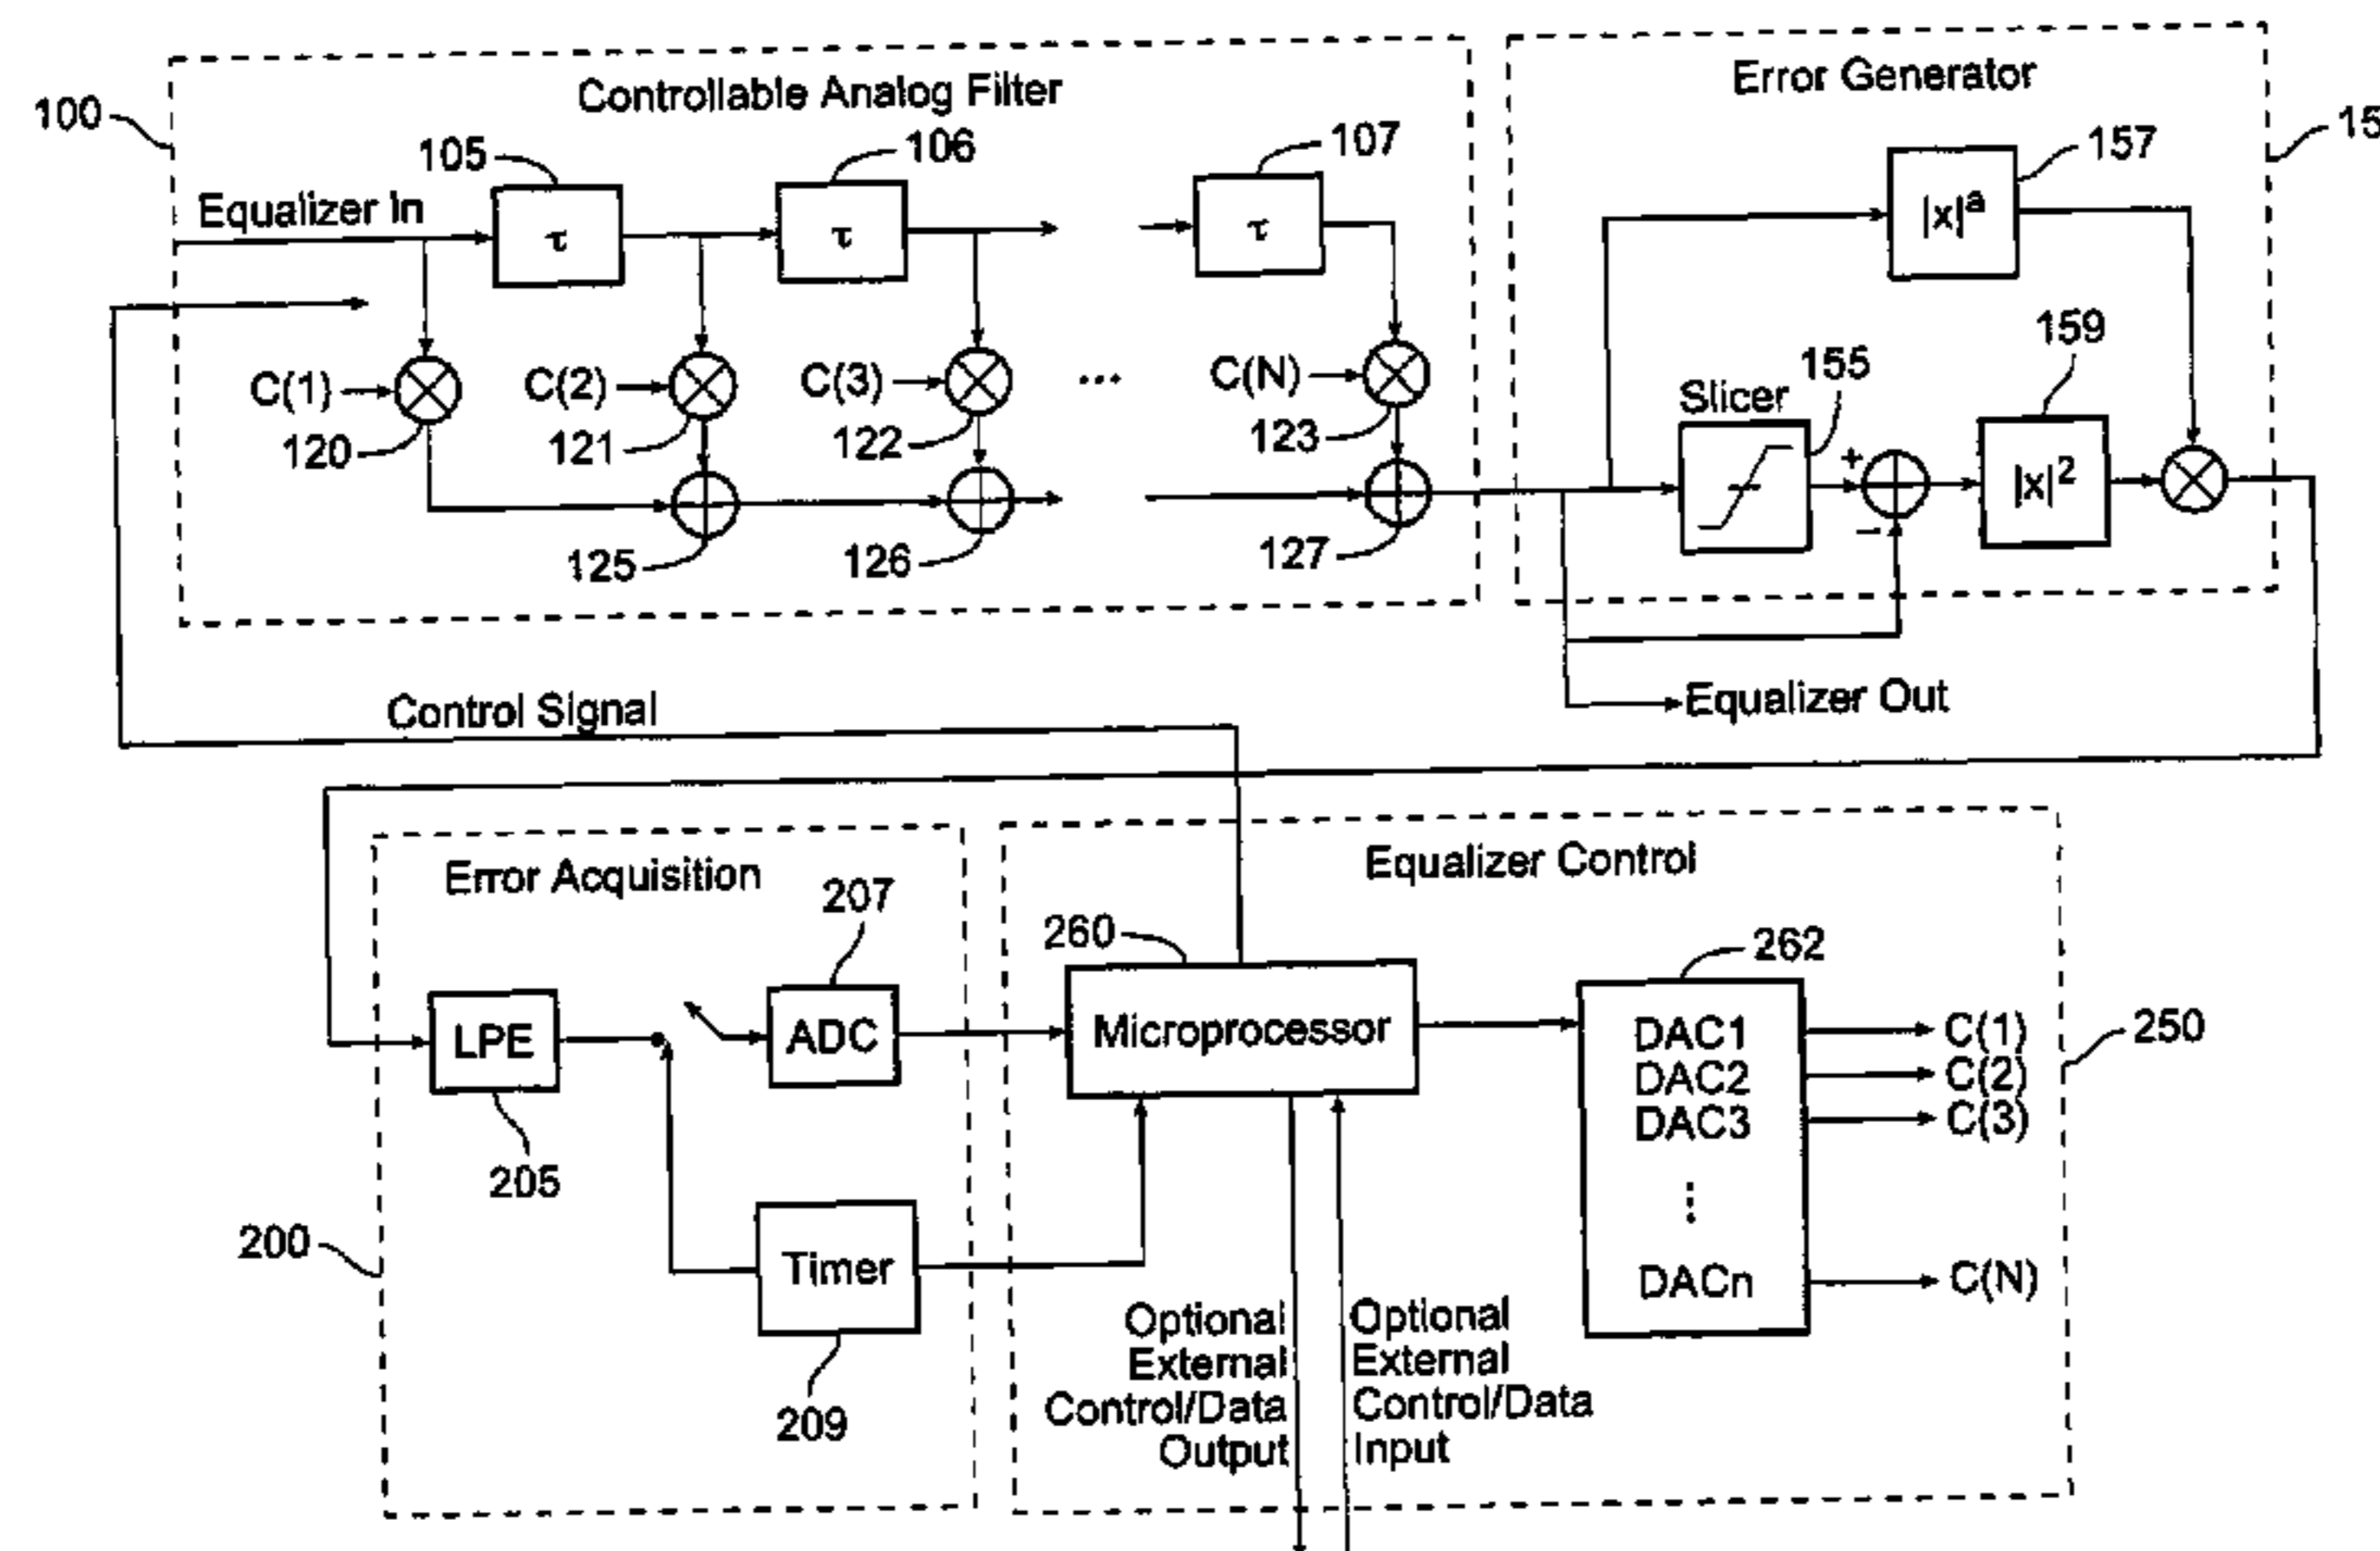 Controllable Analog Filter
Error Generator
100
105
106
107
157
15
Equalizer In
τ
τ
τ
|x|ᵃ
159
155
C(1)
C(2)
C(3)
...
C(N)
Slicer
120
121
122
123
+
|x|²
−
125
126
127
Control Signal
Equalizer Out
Error Acquisition
Equalizer Control
207
260
262
LPE
ADC
Microprocessor
DAC1
C(1)
250
DAC2
C(2)
DAC3
C(3)
205
200
Timer
DACn
C(N)
209
Optional
External
Control/Data
Output
Optional
External
Control/Data
Input